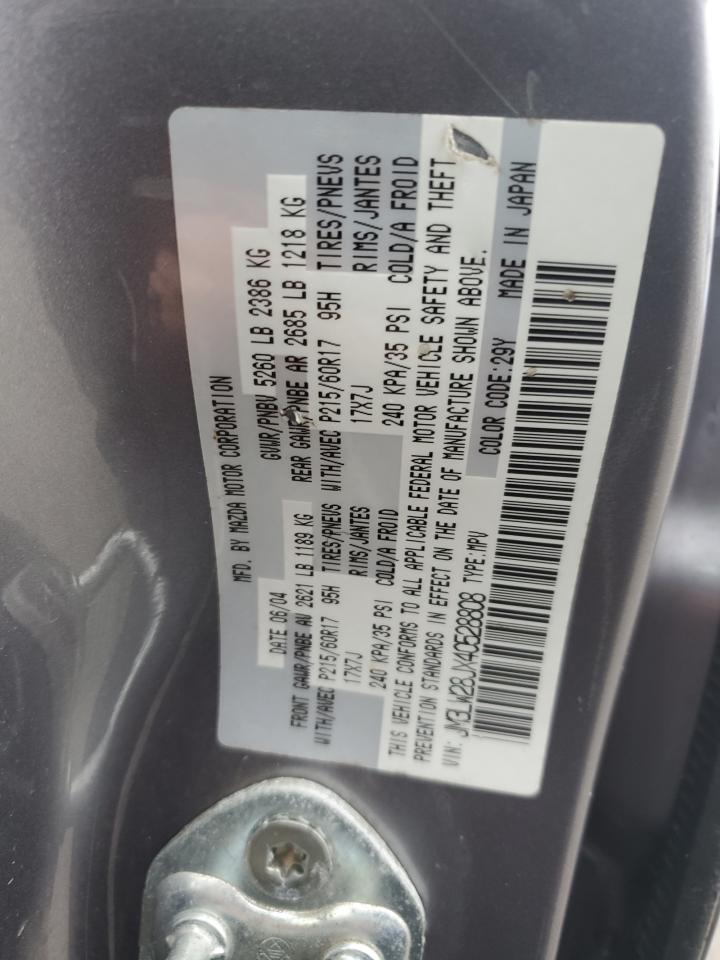 MFD. BY MAZDA MOTOR CORPORATION
DATE 06/04 GVWR/PNBV 5260 LB 2386 KG
FRONT GAWR/PNBE AV 2621 LB 1189 KG REAR GAWR/PNBE AR 2685 LB 1218 KG
WITH/AVEC P215/60R17 95H TIRES/PNEVS WITH/AVEC P215/60R17 95H TIRES/PNEVS
17X7J RIMS/JANTES 17X7J RIMS/JANTES
240 KPA/35 PSI COLD/A FROID 240 KPA/35 PSI COLD/A FROID
THIS VEHICLE CONFORMS TO ALL APPLICABLE FEDERAL MOTOR VEHICLE SAFETY AND THEFT
PREVENTION STANDARDS IN EFFECT ON THE DATE OF MANUFACTURE SHOWN ABOVE.
VIN: JM3LW28JX40528808 TYPE:MPV COLOR CODE:29Y MADE IN JAPAN